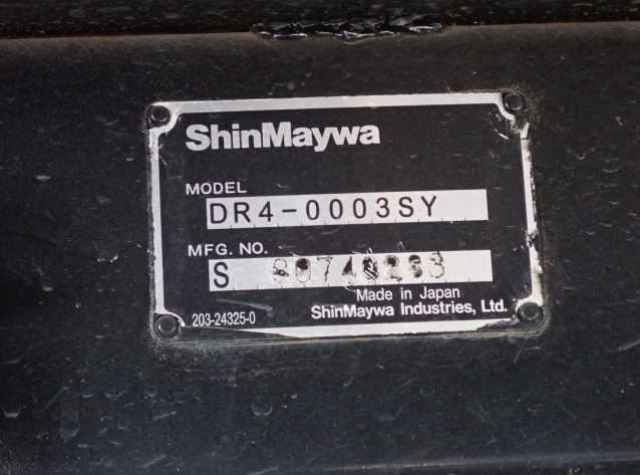 ShinMaywa
MODEL
DR4-0003SY
MFG. NO.
S
Made in Japan
203-24325-0 ShinMaywa Industries, Ltd.